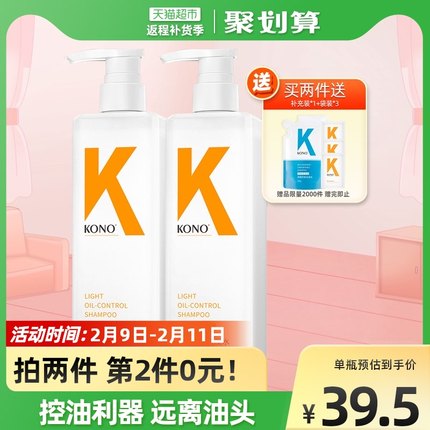 天猫超市
返程补货季
聚划算
送
买两件送
补充装*1+袋装*3
K
KONO
K
K
KONO
赠品限量2000件 赠完即止
K
KONO
LIGHT
OIL-CONTROL
SHAMPOO
K
KONO
LIGHT
OIL-CONTROL
SHAMPOO
活动时间:2月9日-2月11日
拍两件 第2件0元!
控油利器 远离油头
单瓶预估到手价
¥39.5